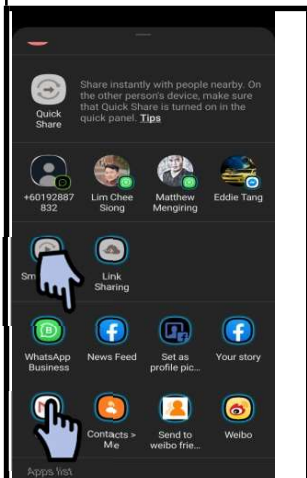 Share instantly with people nearby. On
the other person's device, make sure
that Quick Share is turned on in the
quick panel. Tips
Quick
Share
+60192887
832
Lim Chee
Siong
Matthew
Mengiring
Eddie Tang
Sm
Link
Sharing
WhatsApp
Business
News Feed
Set as
profile pic...
Your story
Contacts >
Me
Send to
weibo frie...
Weibo
Apps list